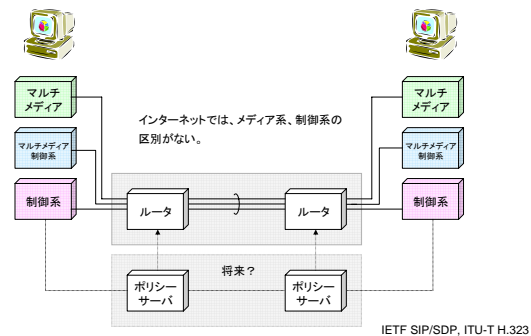 マルチ
メディア
マルチメディア
制御系
制御系
インターネットでは、メディア系、制御系の
区別がない。
マルチ
メディア
マルチメディア
制御系
制御系
ルータ
ルータ
将来？
ポリシー
サーバ
ポリシー
サーバ
IETF SIP/SDP, ITU-T H.323